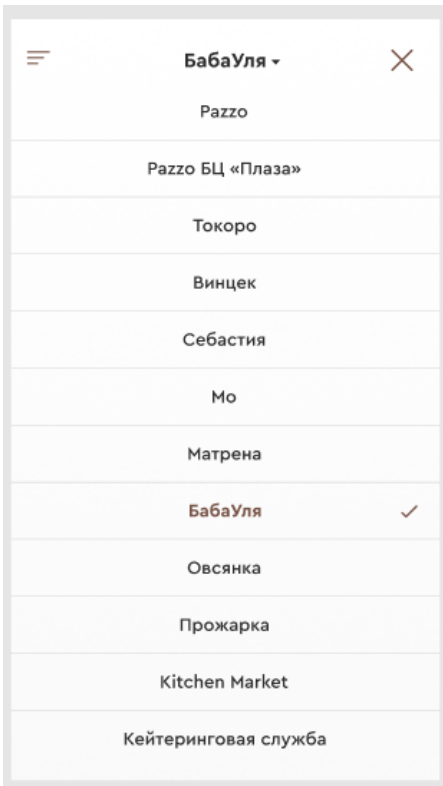 БабаУля
Pazzo
Pazzo БЦ «Плаза»
Токоро
Винцек
Себастия
Мо
Матрена
БабаУля
Овсянка
Прожарка
Kitchen Market
Кейтеринговая служба